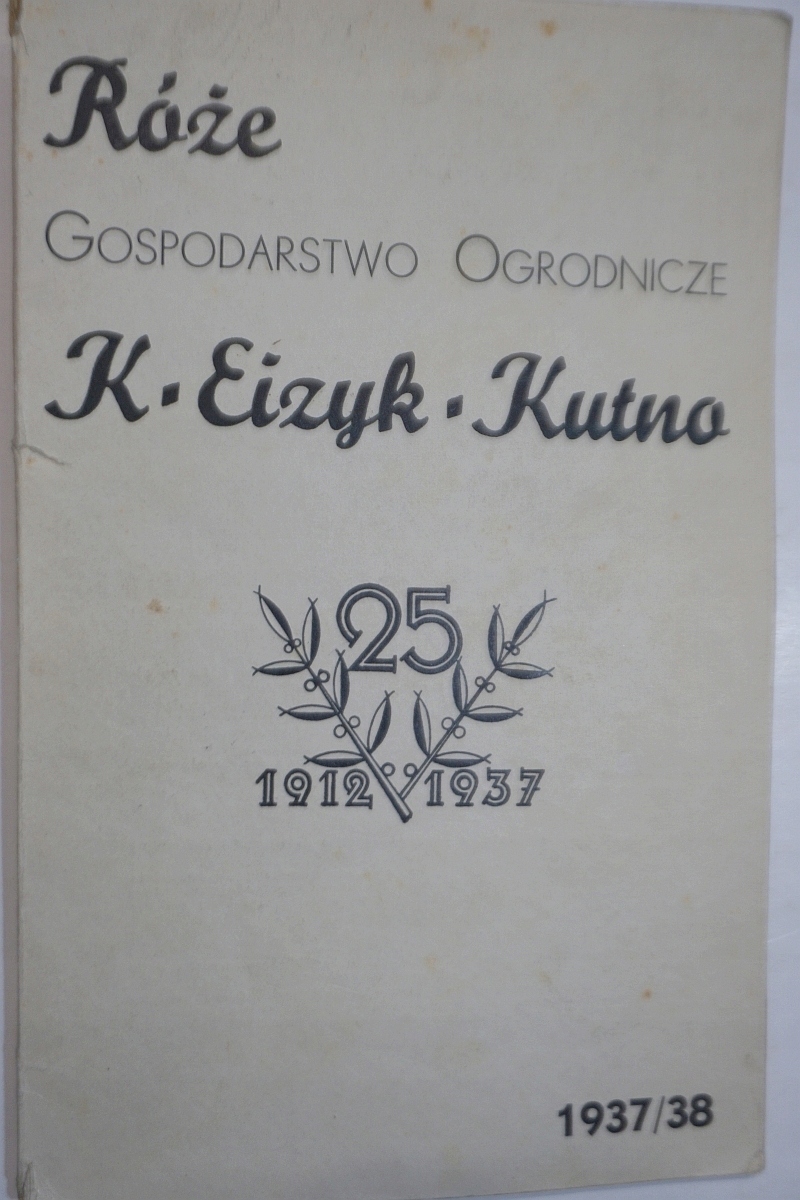 Róże
GOSPODARSTWO OGRODNICZE
K. Eizyk. Kutno
25
1912 1937
1937/38